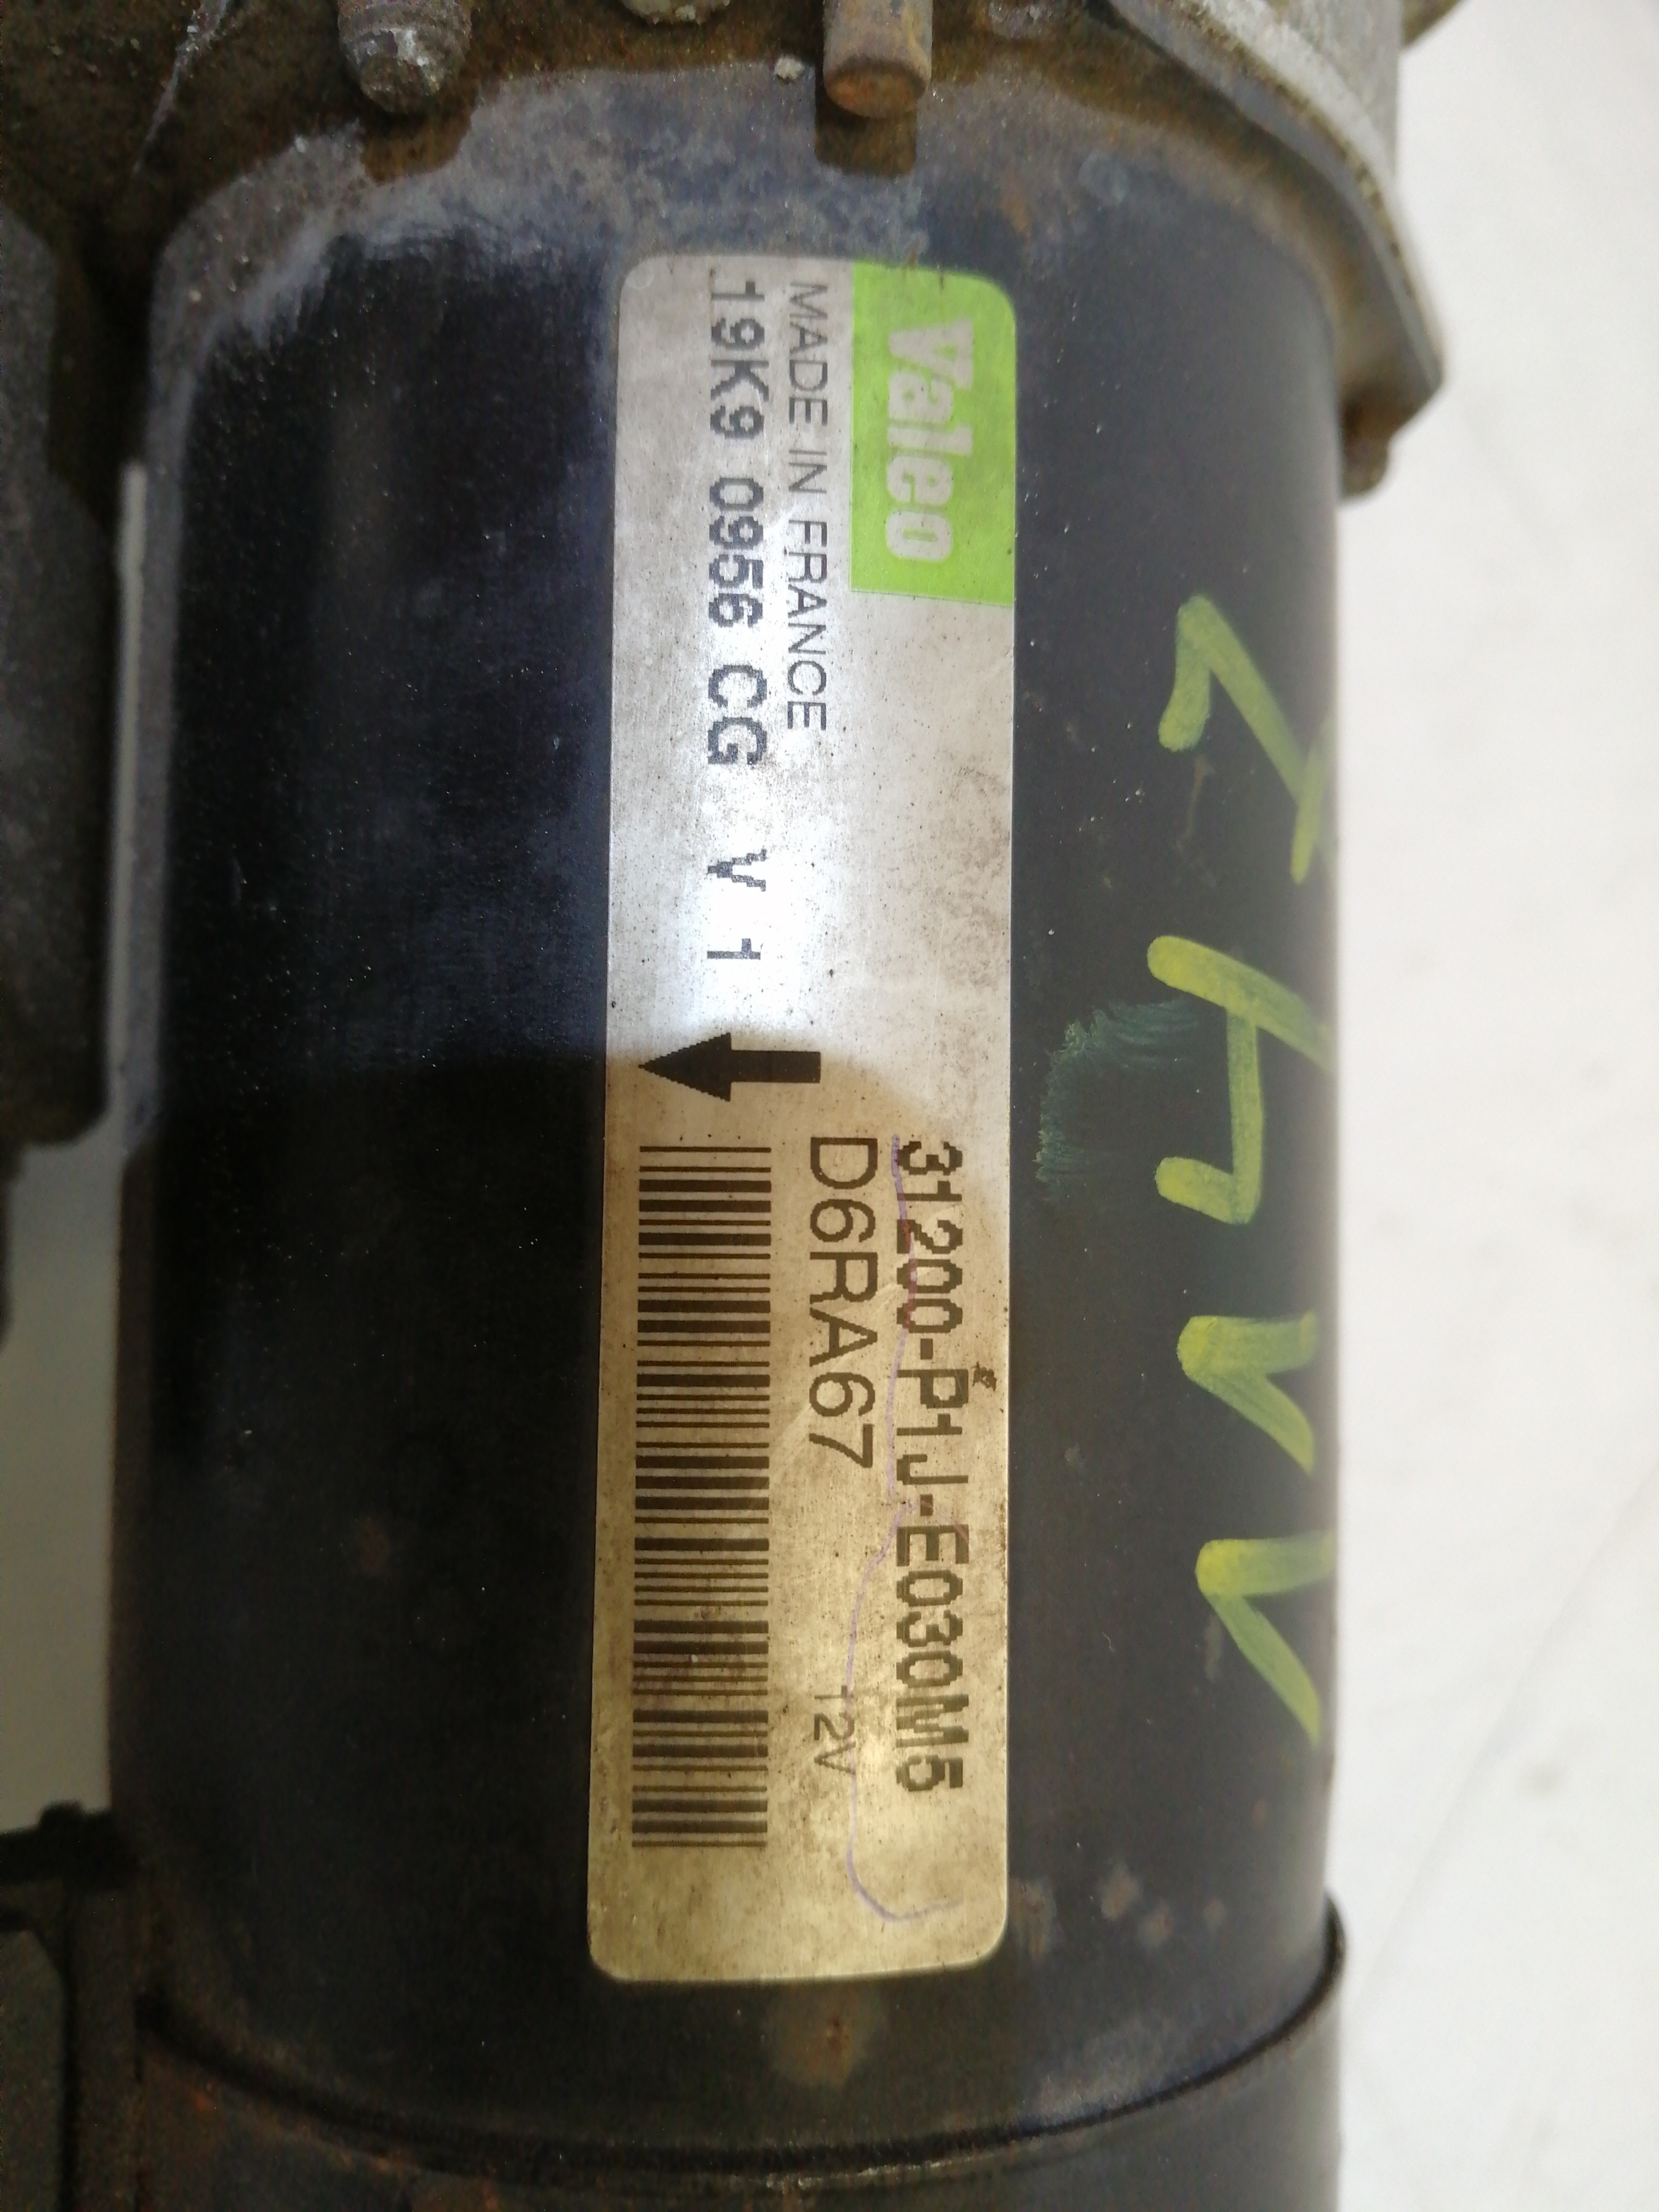 Valeo
MADE IN FRANCE
19K9 0956 CG V 1
31200-P1J-E030M5
D6RA67
12V